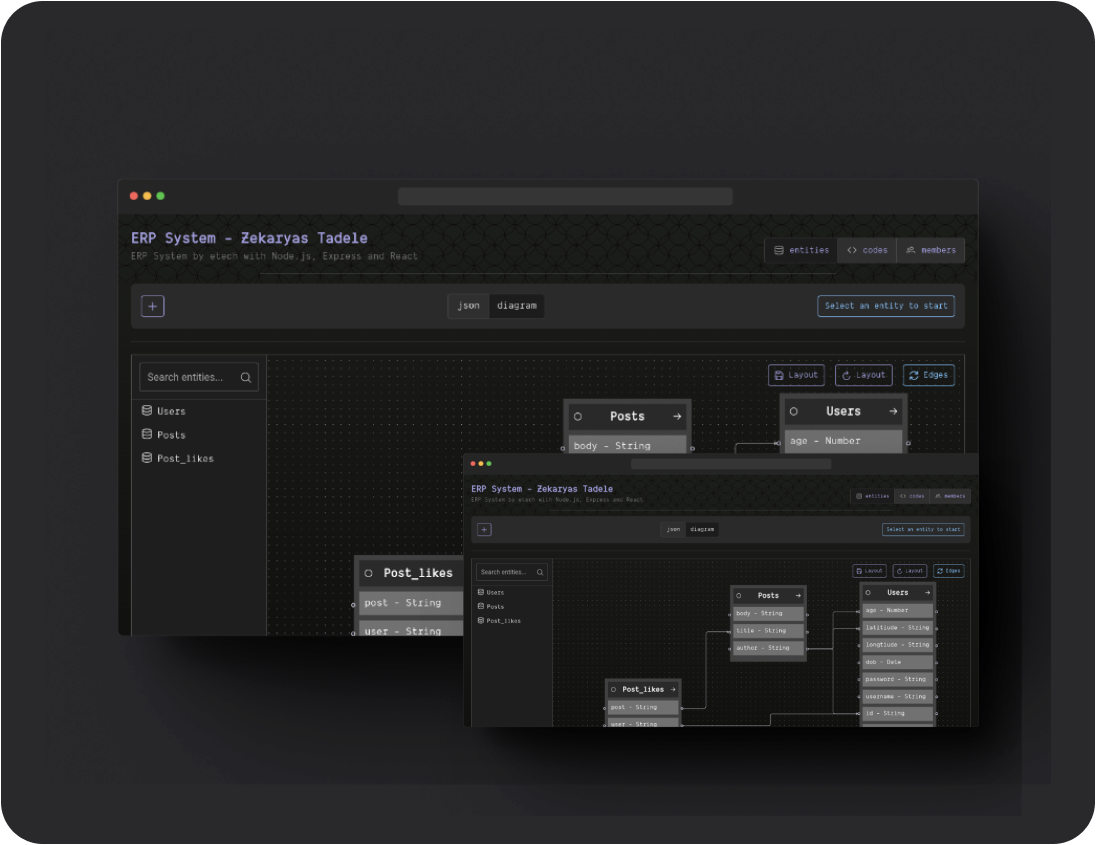 ERP System – Ƶekaryas Tadele
ERP System by etech with Node.js, Express and React
entities
codes
members
+
json
diagram
Select an entity to start
Search entities...
Users
Posts
Post_likes
Layout
Layout
Edges
Posts
body - String
Users
age - Number
Post_likes
post - String
user - String
ERP System – Ƶekaryas Tadele
ERP System by etech with Node.js, Express and React
entities
codes
members
+
json
diagram
Select an entity to start
Search entities...
Users
Posts
Post_likes
Layout
Layout
Edges
Posts
body - String
title - String
author - String
Users
age - Number
latitiude - String
longtiude - String
dob - Date
password - String
username - String
id - String
Post_likes
post - String
user - String